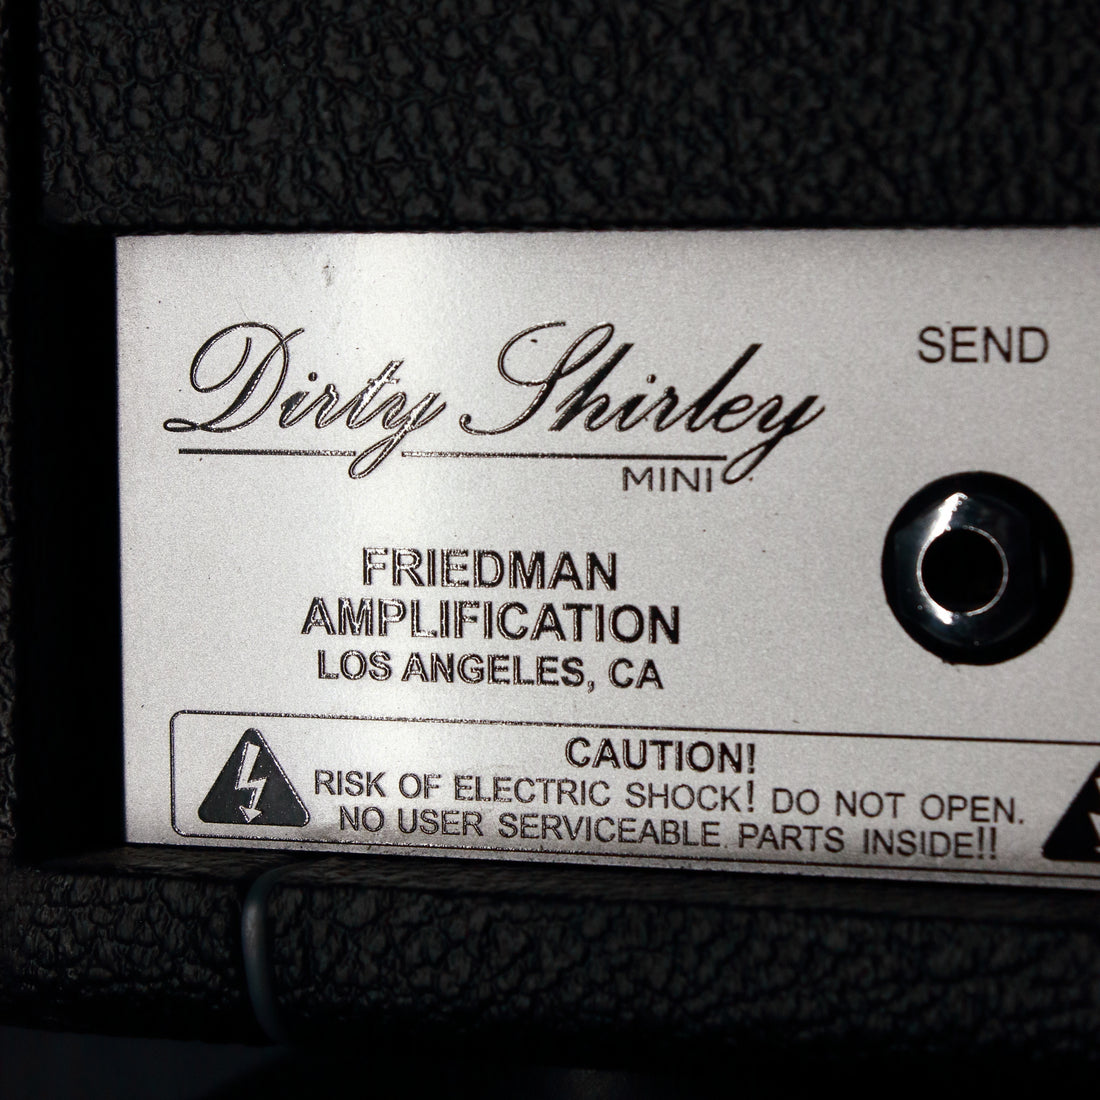 Dirty Shirley
MINI
SEND
FRIEDMAN
AMPLIFICATION
LOS ANGELES, CA
CAUTION!
RISK OF ELECTRIC SHOCK! DO NOT OPEN.
NO USER SERVICEABLE PARTS INSIDE!!